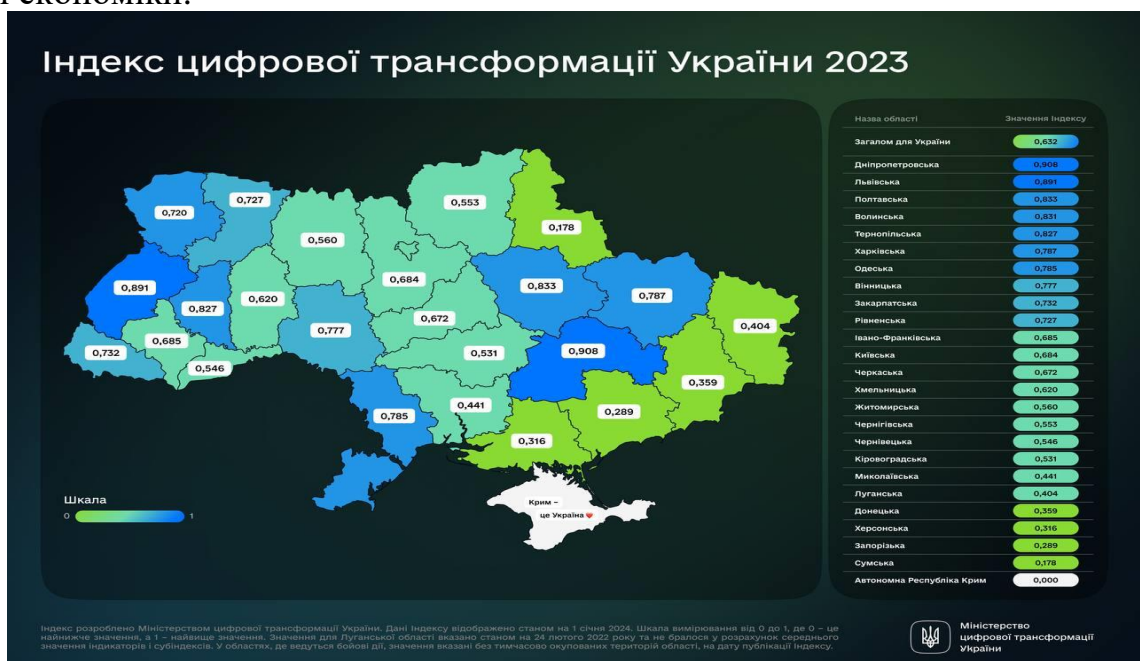 економіки.
Індекс цифрової трансформації України 2023
0,720
0,727
0,560
0,553
0,178
0,891
0,827
0,620
0,684
0,833
0,787
0,404
0,732
0,685
0,546
0,777
0,672
0,531
0,908
0,359
0,785
0,441
0,289
0,316
Крим –
це Україна
Шкала
0 1
Назва області Значення Індексу
Загалом для України 0,632
Дніпропетровська 0,908
Львівська 0,891
Полтавська 0,833
Волинська 0,831
Тернопільська 0,827
Харківська 0,787
Одеська 0,785
Вінницька 0,777
Закарпатська 0,732
Рівненська 0,727
Івано-Франківська 0,685
Київська 0,684
Черкаська 0,672
Хмельницька 0,620
Житомирська 0,560
Чернігівська 0,553
Чернівецька 0,546
Кіровоградська 0,531
Миколаївська 0,441
Луганська 0,404
Донецька 0,359
Херсонська 0,316
Запорізька 0,289
Сумська 0,178
Автономна Республіка Крим 0,000
Індекс розроблено Міністерством цифрової трансформації України. Дані Індексу відображено станом на 1 січня 2024. Шкала вимірювання від 0 до 1, де 0 – це
найнижче значення, а 1 – найвище значення. Значення для Луганської області вказано станом на 24 лютого 2022 року та не бралося у розрахунок середнього
значення індикаторів і субіндексів. У областях, де ведуться бойові дії, значення вказані без тимчасово окупованих територій області, на дату публікації Індексу.
Міністерство
цифрової трансформації
України